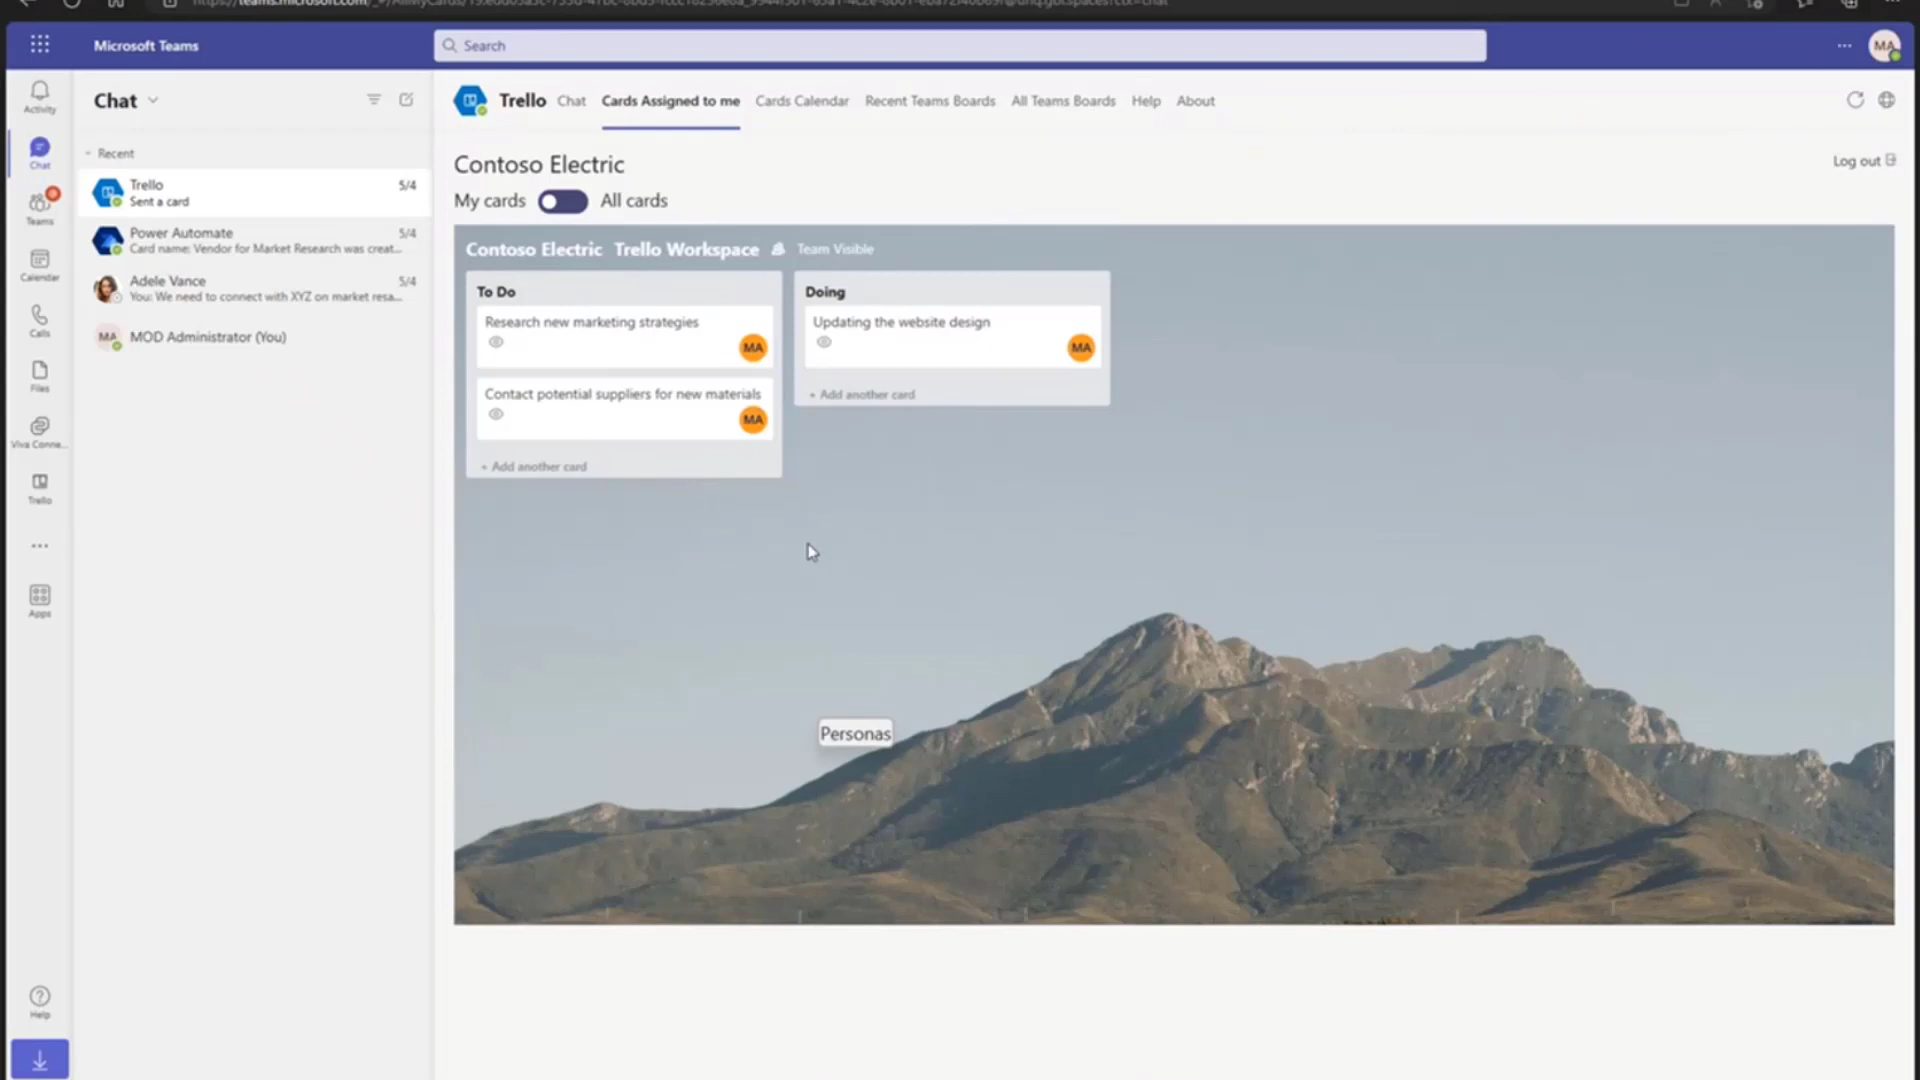 Microsoft Teams
Search
MA
Activity
Chat
Teams
Calendar
Calls
Files
Viva Conne...
Trello
Apps
Help
Chat
Recent
Trello
5/4
Sent a card
Power Automate
5/4
Card name: Vendor for Market Research was creat...
Adele Vance
5/4
You: We need to connect with XYZ on market resa...
MA
MOD Administrator (You)
Trello Chat Cards Assigned to me Cards Calendar Recent Teams Boards All Teams Boards Help About
Contoso Electric
Log out
My cards All cards
Contoso Electric Trello Workspace Team Visible
To Do
Research new marketing strategies
MA
Contact potential suppliers for new materials
MA
+ Add another card
Doing
Updating the website design
MA
+ Add another card
Personas